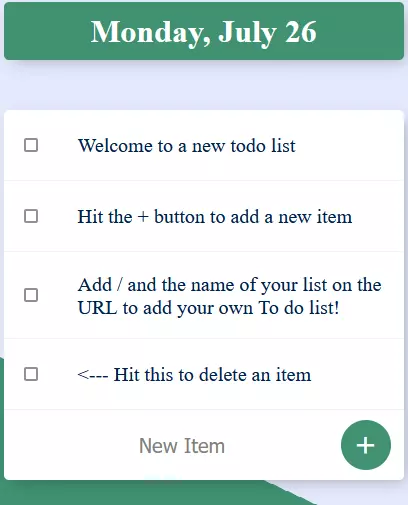 Monday, July 26
Welcome to a new todo list
Hit the + button to add a new item
Add / and the name of your list on the
URL to add your own To do list!
<--- Hit this to delete an item
New Item
+